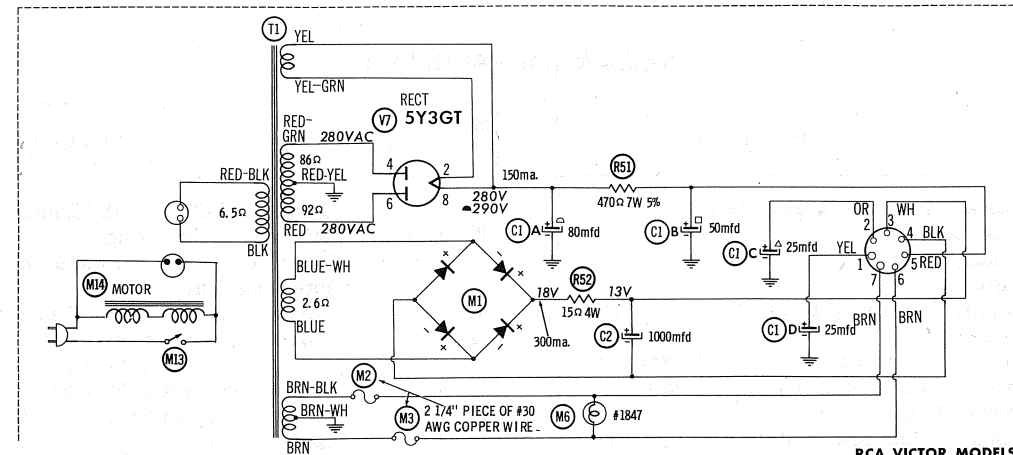 T1
YEL
YEL-GRN
RECT
V7 5Y3GT
RED-
GRN 280VAC
86Ω
RED-YEL
92Ω
RED 280VAC
4
6
2
8
150ma.
280V
290V
RED-BLK
6.5Ω
BLK
R51
470Ω 7W 5%
C1 A 80mfd
C1 B 50mfd
C1 C 25mfd
C1 D 25mfd
OR
WH
BLK
YEL
RED
1
2
3
4
5
6
7
BRN
BRN
BLUE-WH
2.6Ω
BLUE
M1
18V
300ma.
R52
15Ω 4W
13V
C2 1000mfd
M14 MOTOR
M13
BRN-BLK
BRN-WH
BRN
M2
M3
2 1/4" PIECE OF #30
AWG COPPER WIRE
M6 #1847
RCA VICTOR MODELS